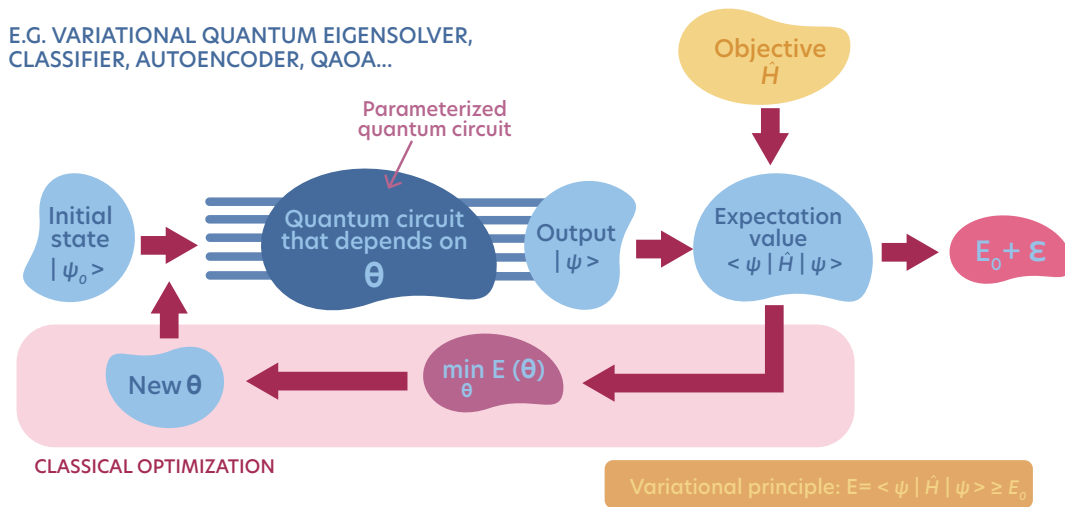 E.G. VARIATIONAL QUANTUM EIGENSOLVER,
CLASSIFIER, AUTOENCODER, QAOA...
Objective
Ĥ
Parameterized
quantum circuit
Initial
state
| ψ₀ >
Quantum circuit
that depends on
θ
Output
| ψ >
Expectation
value
< ψ | Ĥ | ψ >
E₀ + ε
New θ
min E (θ)
θ
CLASSICAL OPTIMIZATION
Variational principle: E= < ψ | Ĥ | ψ > ≥ E₀